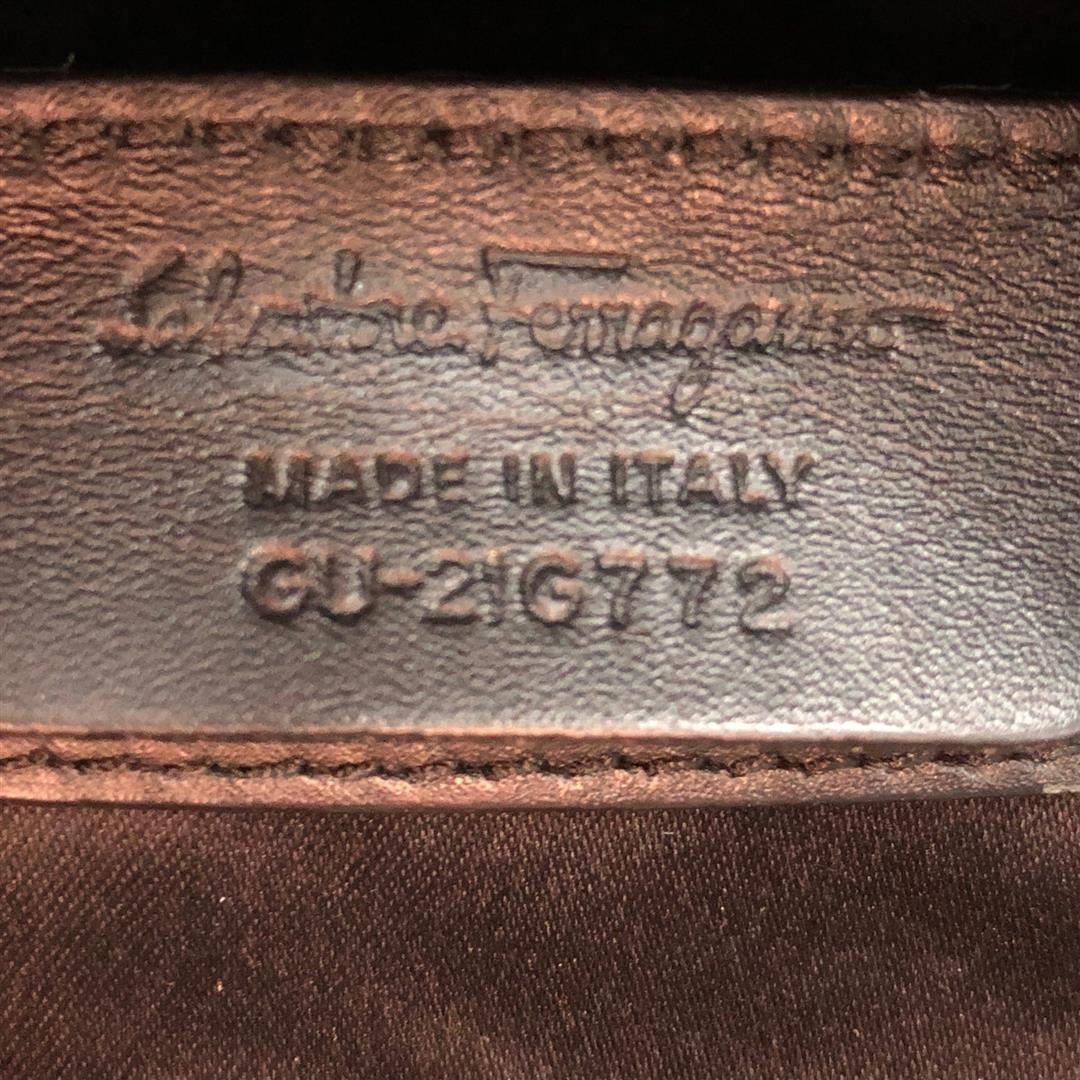 Salvatore Ferragamo
MADE IN ITALY
GU-21G772